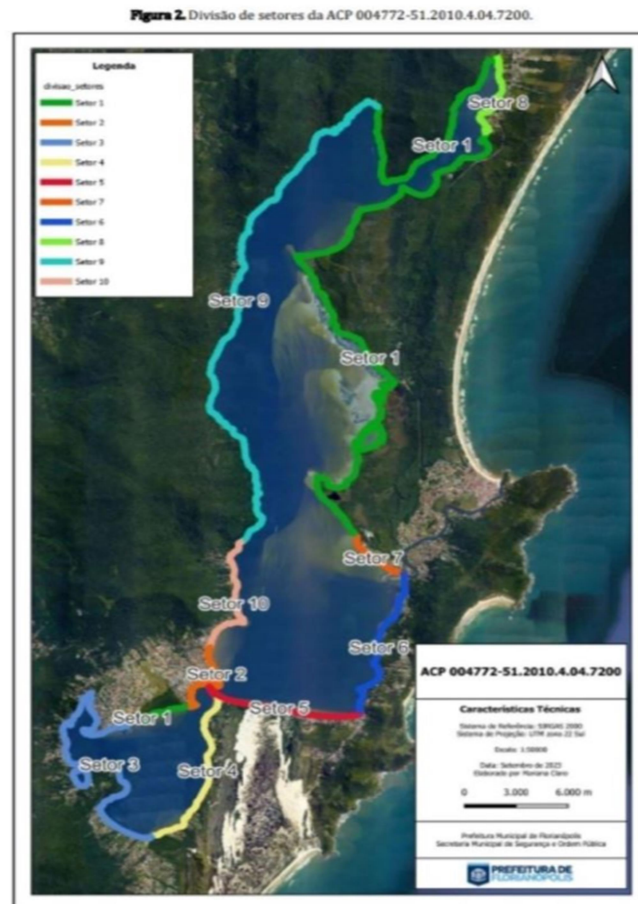 Figura 2. Divisão de setores da ACP 004772-51.2010.4.04.7200.
Legenda
divisao_setores
Setor 1
Setor 2
Setor 3
Setor 4
Setor 5
Setor 7
Setor 6
Setor 8
Setor 9
Setor 10
Setor 8
Setor 1
Setor 9
Setor 1
Setor 7
Setor 10
Setor 6
Setor 2
Setor 1
Setor 5
Setor 3
Setor 4
ACP 004772-51.2010.4.04.7200
Características Técnicas
Sistema de Referência: SIRGAS 2000
Sistema de Projeção: UTM zona 22 Sul
Escala: 1:50000
Data: Setembro de 2023
Elaborado por Mariana Claro
0 3.000 6.000 m
Prefeitura Municipal de Florianópolis
Secretaria Municipal de Segurança e Ordem Pública
PREFEITURA DE
FLORIANÓPOLIS